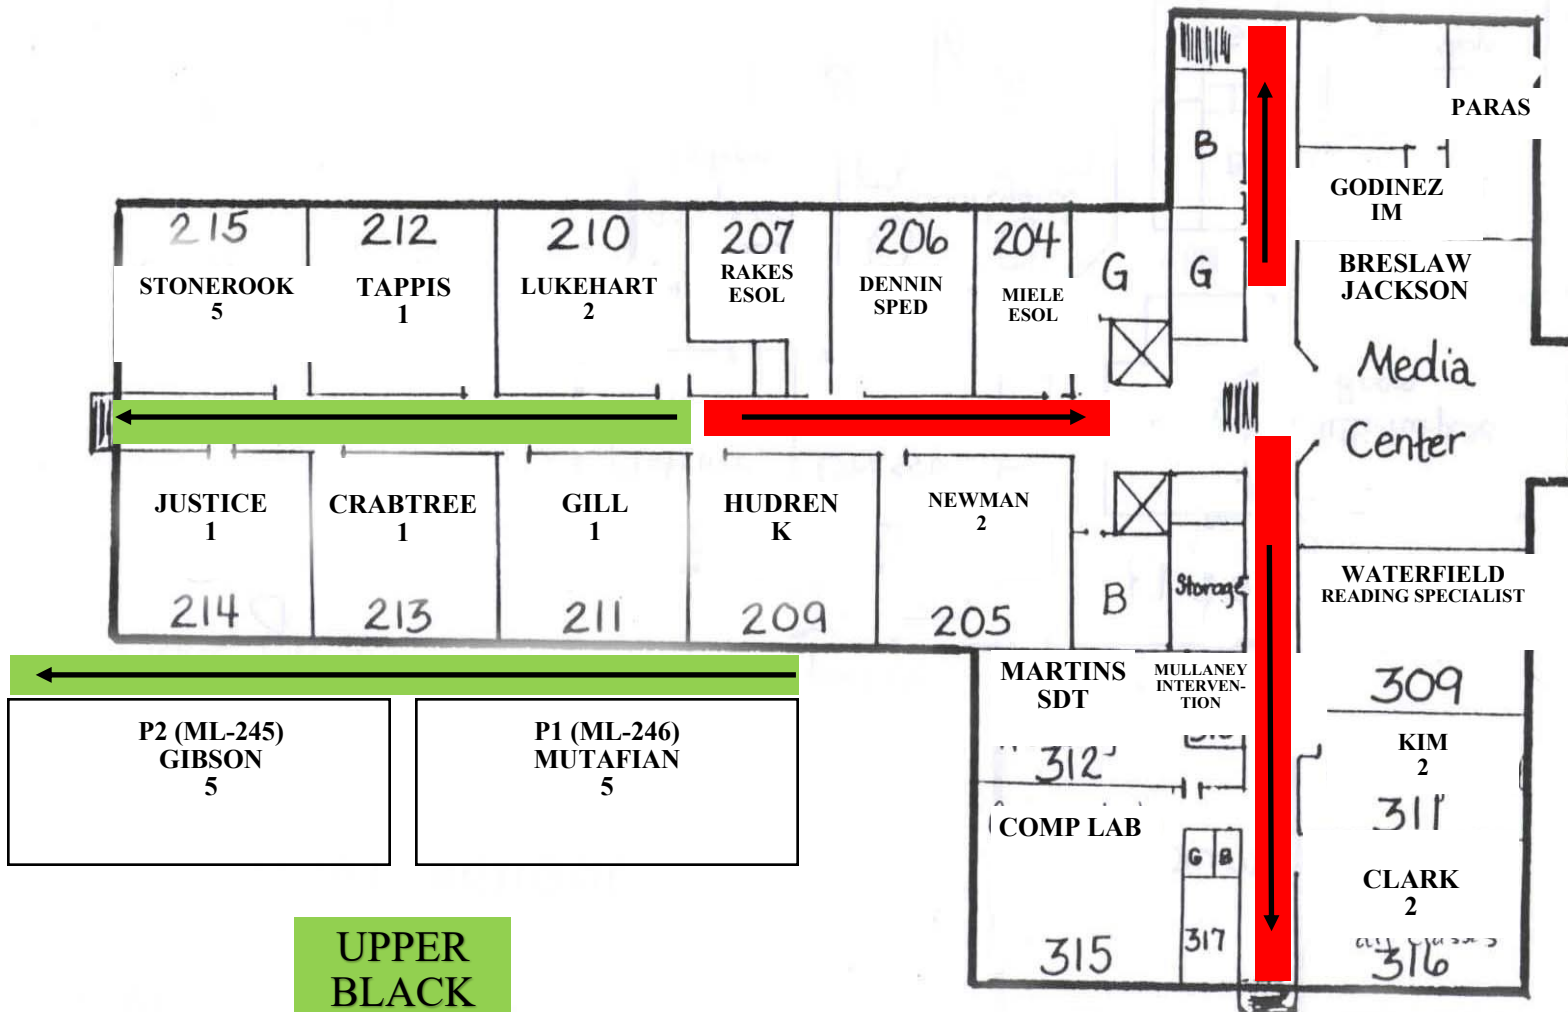 PARAS
B
GODINEZ
IM
215
STONEROOK
5
212
TAPPIS
1
210
LUKEHART
2
207
RAKES
ESOL
206
DENNIN
SPED
204
MIELE
ESOL
G
G
BRESLAW
JACKSON
Media
Center
JUSTICE
1
214
CRABTREE
1
213
GILL
1
211
HUDREN
K
209
NEWMAN
2
205
B
Storage
WATERFIELD
READING SPECIALIST
309
MARTINS
SDT
312
MULLANEY
INTERVEN-
TION
KIM
2
311
P2 (ML-245)
GIBSON
5
P1 (ML-246)
MUTAFIAN
5
COMP LAB
315
G B
317
CLARK
2
316
UPPER
BLACK